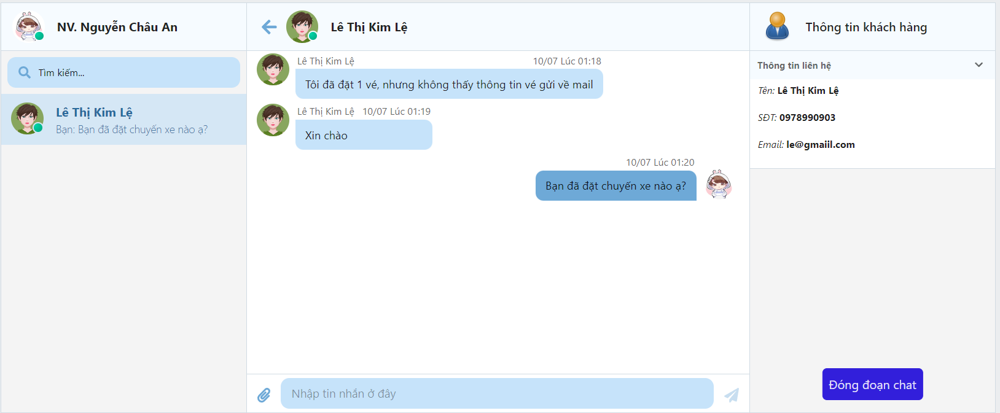 NV. Nguyễn Châu An
Tìm kiếm...
Lê Thị Kim Lệ
Bạn: Bạn đã đặt chuyến xe nào ạ?
Lê Thị Kim Lệ
Lê Thị Kim Lệ 10/07 Lúc 01:18
Tôi đã đặt 1 vé, nhưng không thấy thông tin vé gửi về mail
Lê Thị Kim Lệ 10/07 Lúc 01:19
Xin chào
10/07 Lúc 01:20
Bạn đã đặt chuyến xe nào ạ?
Nhập tin nhắn ở đây
Thông tin khách hàng
Thông tin liên hệ
Tên: Lê Thị Kim Lệ
SĐT: 0978990903
Email: le@gmaiil.com
Đóng đoạn chat